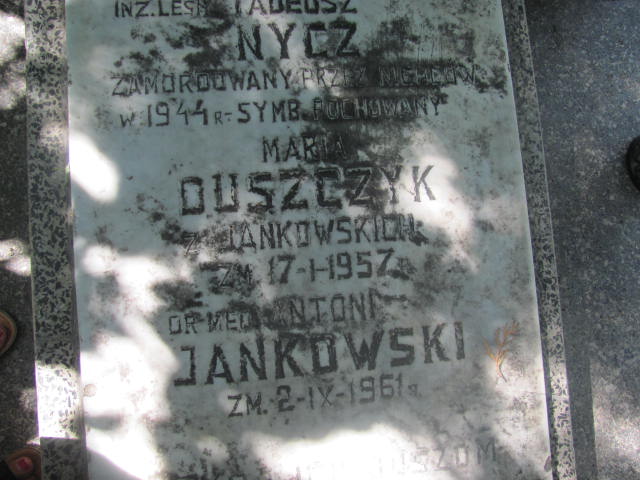 INŻ. LEŚN. TADEUSZ
NYCZ
ZAMORDOWANY PRZEZ NIEMCÓW
W 1944 R-SYMB. POCHOWANY
MARIA
DUSZCZYK
Z JANKOWSKICH
ZM. 17-I-1957
DR MED. ANTONI
JANKOWSKI
ZM. 2-IX-1961 R.
DUSZOM